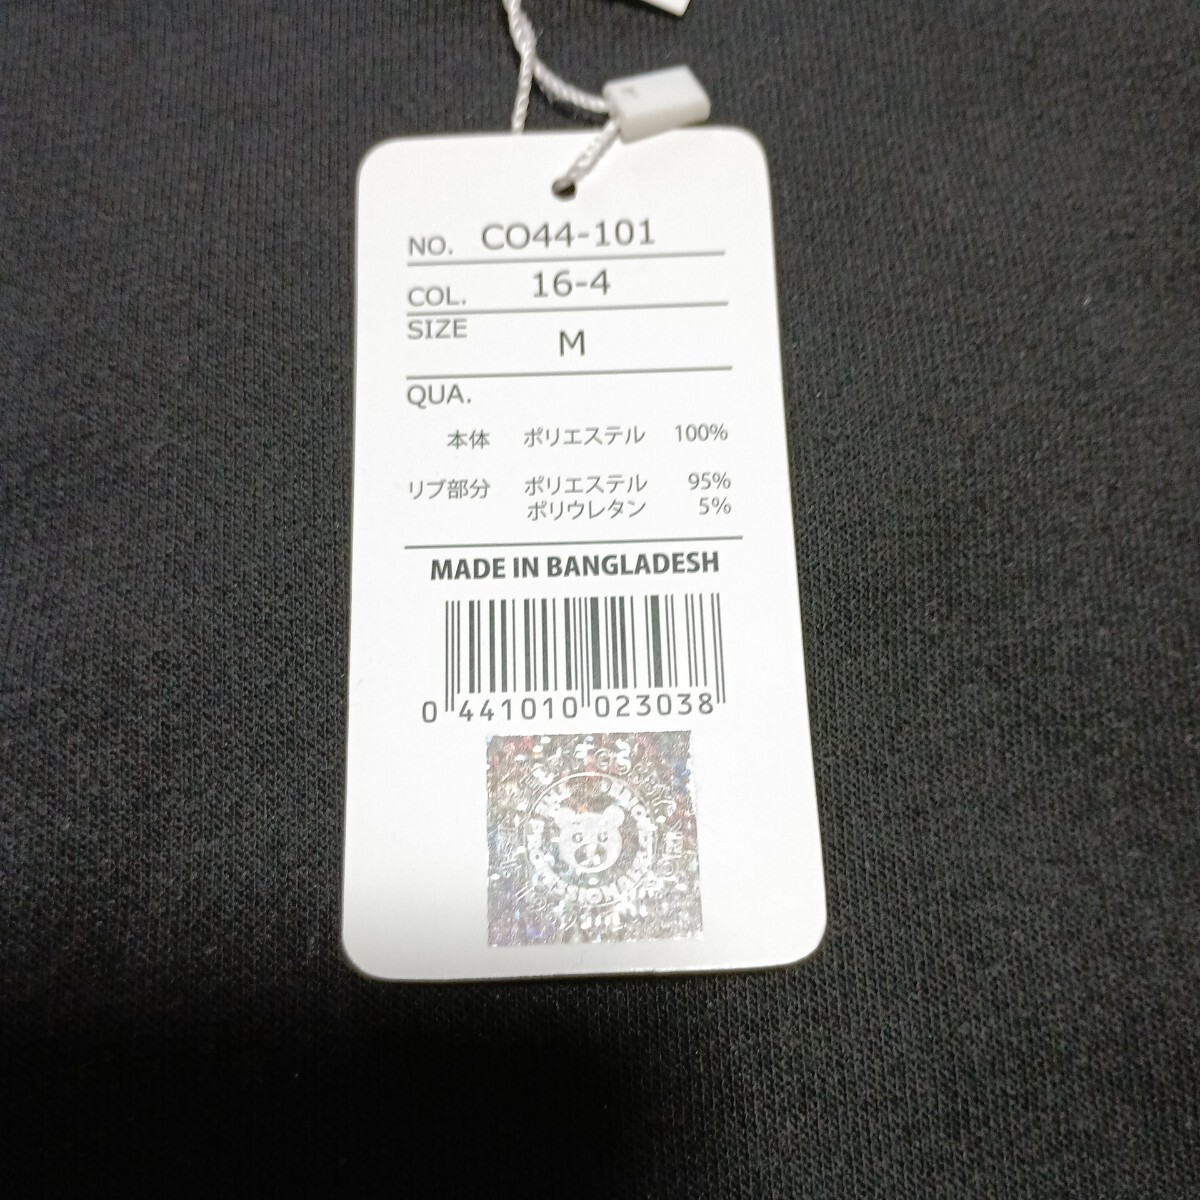 NO. CO44-101
COL. 16-4
SIZE M
QUA.
本体 ポリエステル 100%
リブ部分 ポリエステル 95%
ポリウレタン 5%
MADE IN BANGLADESH
0 441010 023038